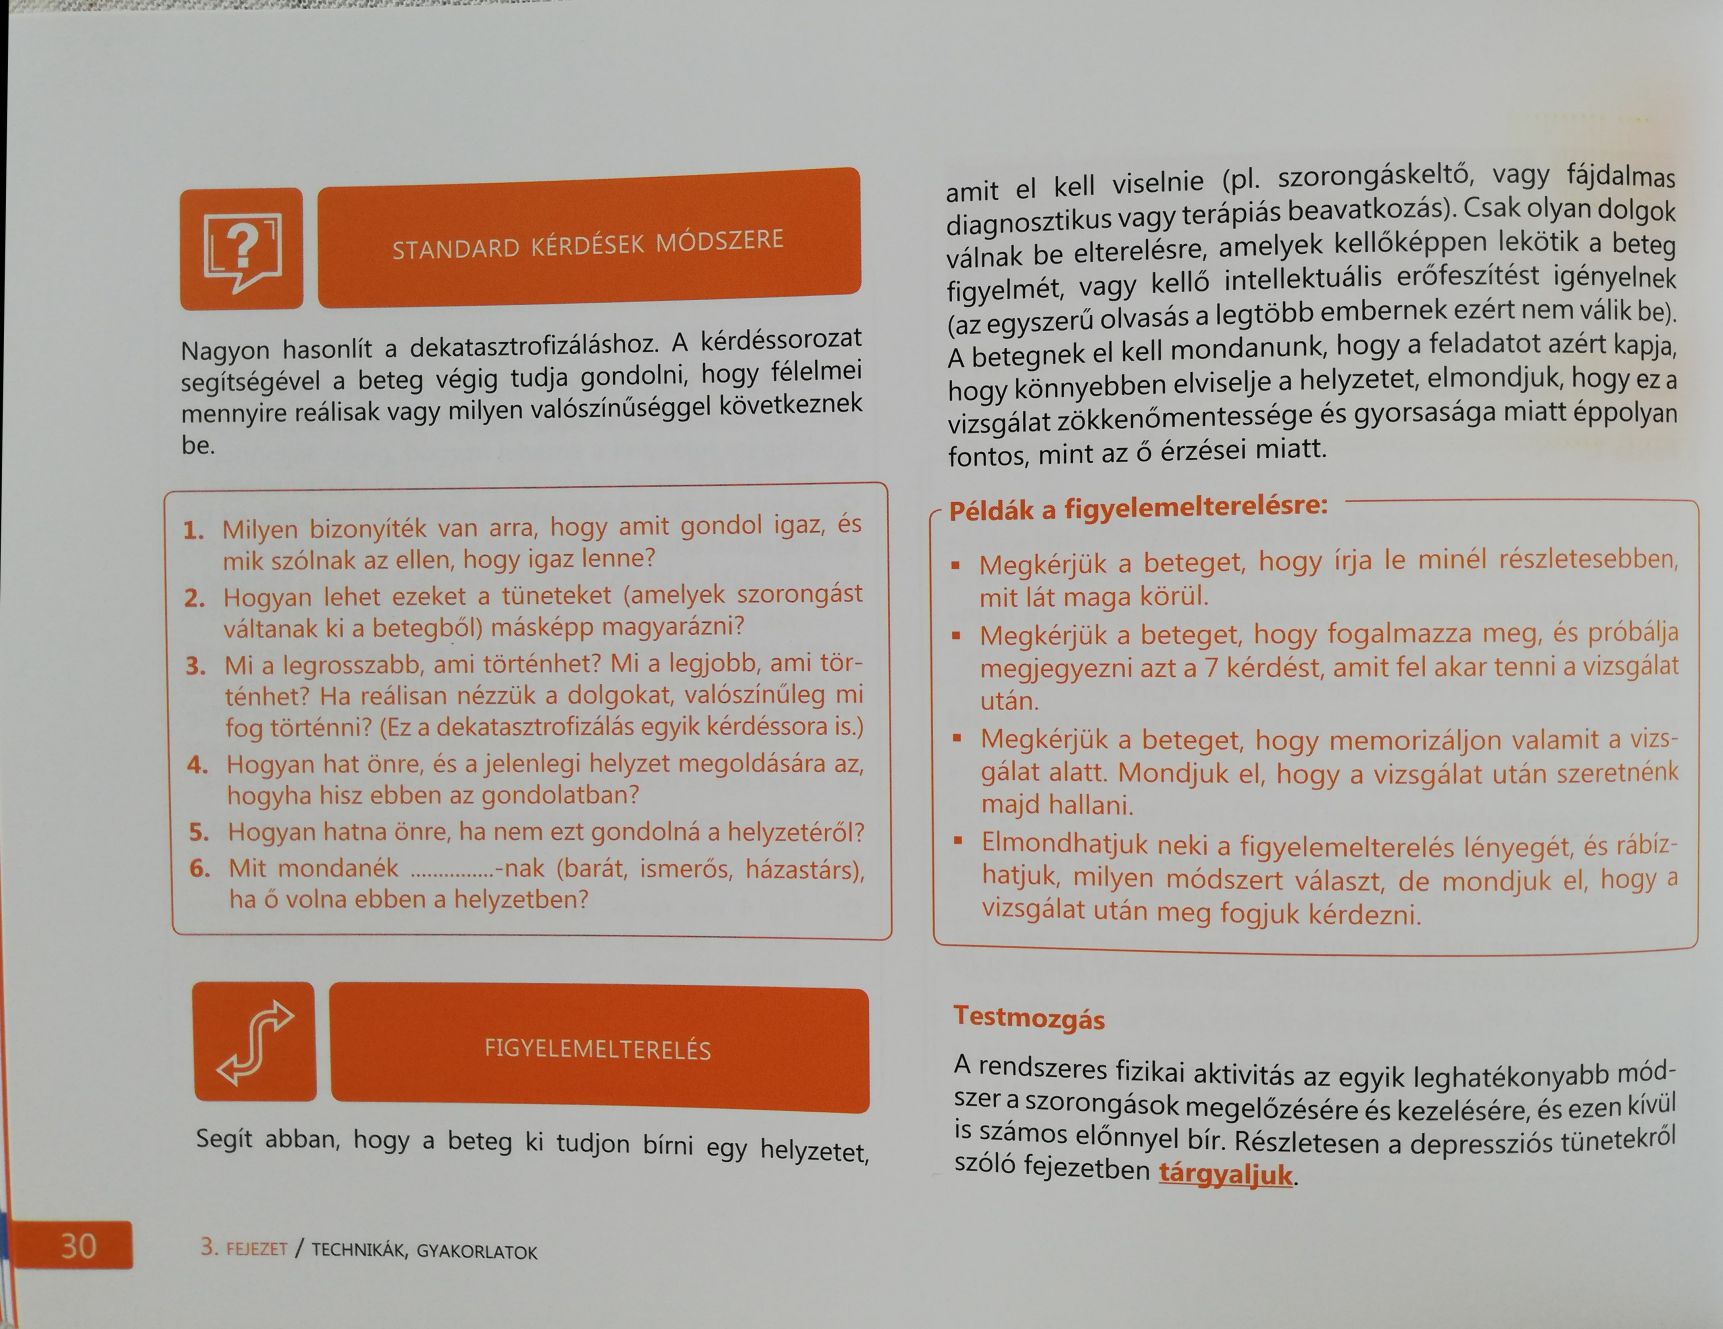 STANDARD KÉRDÉSEK MÓDSZERE
Nagyon hasonlít a dekatasztrofizáláshoz. A kérdéssorozat
segítségével a beteg végig tudja gondolni, hogy félelmei
mennyire reálisak vagy milyen valószínűséggel következnek
be.
1. Milyen bizonyíték van arra, hogy amit gondol igaz, és
mik szólnak az ellen, hogy igaz lenne?
2. Hogyan lehet ezeket a tüneteket (amelyek szorongást
váltanak ki a betegből) másképp magyarázni?
3. Mi a legrosszabb, ami történhet? Mi a legjobb, ami tör-
ténhet? Ha reálisan nézzük a dolgokat, valószínűleg mi
fog történni? (Ez a dekatasztrofizálás egyik kérdéssora is.)
4. Hogyan hat önre, és a jelenlegi helyzet megoldására az,
hogyha hisz ebben az gondolatban?
5. Hogyan hatna önre, ha nem ezt gondolná a helyzetéről?
6. Mit mondanék ...............-nak (barát, ismerős, házastárs),
ha ő volna ebben a helyzetben?
FIGYELEMELTERELÉS
Segít abban, hogy a beteg ki tudjon bírni egy helyzetet,
amit el kell viselnie (pl. szorongáskeltő, vagy fájdalmas
diagnosztikus vagy terápiás beavatkozás). Csak olyan dolgok
válnak be elterelésre, amelyek kellőképpen lekötik a beteg
figyelmét, vagy kellő intellektuális erőfeszítést igényelnek
(az egyszerű olvasás a legtöbb embernek ezért nem válik be).
A betegnek el kell mondanunk, hogy a feladatot azért kapja,
hogy könnyebben elviselje a helyzetet, elmondjuk, hogy ez a
vizsgálat zökkenőmentessége és gyorsasága miatt éppolyan
fontos, mint az ő érzései miatt.
Példák a figyelemelterelésre:
▪ Megkérjük a beteget, hogy írja le minél részletesebben,
mit lát maga körül.
▪ Megkérjük a beteget, hogy fogalmazza meg, és próbálja
megjegyezni azt a 7 kérdést, amit fel akar tenni a vizsgálat
után.
▪ Megkérjük a beteget, hogy memorizáljon valamit a vizs-
gálat alatt. Mondjuk el, hogy a vizsgálat után szeretnénk
majd hallani.
▪ Elmondhatjuk neki a figyelemelterelés lényegét, és rábíz-
hatjuk, milyen módszert választ, de mondjuk el, hogy a
vizsgálat után meg fogjuk kérdezni.
Testmozgás
A rendszeres fizikai aktivitás az egyik leghatékonyabb mód-
szer a szorongások megelőzésére és kezelésére, és ezen kívül
is számos előnnyel bír. Részletesen a depressziós tünetekről
szóló fejezetben tárgyaljuk.
30
3. FEJEZET / TECHNIKÁK, GYAKORLATOK